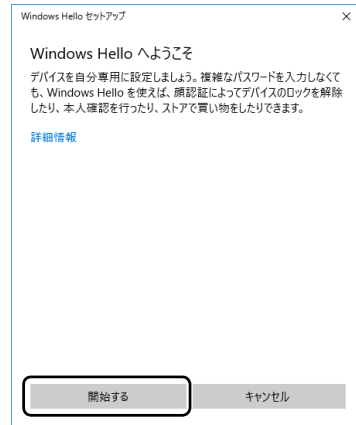 Windows Hello セットアップ
Windows Hello へようこそ
デバイスを自分専用に設定しましょう。複雑なパスワードを入力しなくて
も、Windows Hello を使えば、顔認証によってデバイスのロックを解除
したり、本人確認を行ったり、ストアで買い物をしたりできます。
詳細情報
開始する
キャンセル